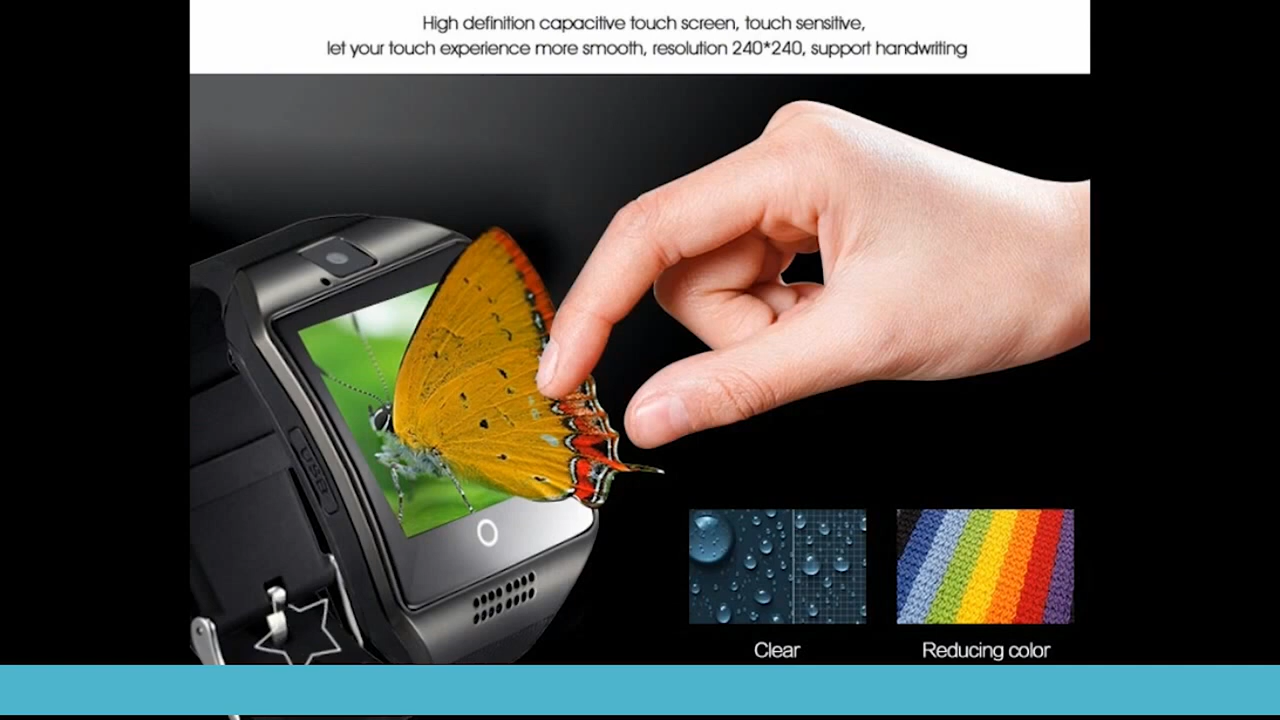 High definition capacitive touch screen, touch sensitive,
let your touch experience more smooth, resolution 240*240, support handwriting
USB
Clear
Reducing color